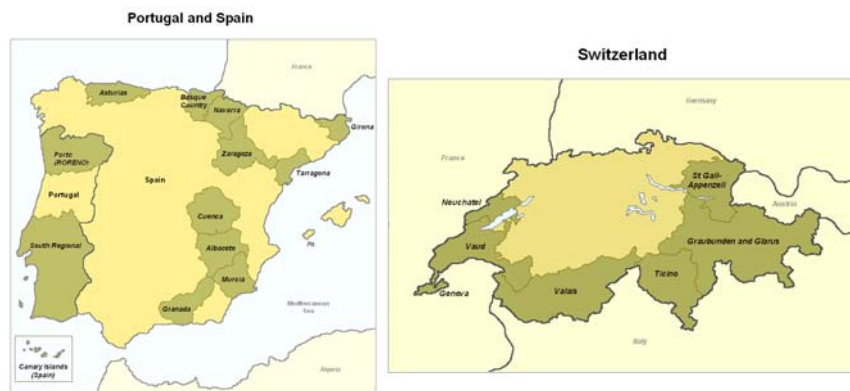 Portugal and Spain
France
Asturias
Basque
Country
Navarra
Girona
Porto
(RORENO)
Zaragoza
Tarragona
Portugal
Spain
Cuenca
South Regional
Albacete
Murcia
Granada
Mediterranean
Sea
Canary Islands
(Spain)
Algeria
Switzerland
Germany
France
St Gall-
Appenzell
Neuchatel
Austria
Vaud
Graubunden and Glarus
Geneva
Valais
Ticino
Italy